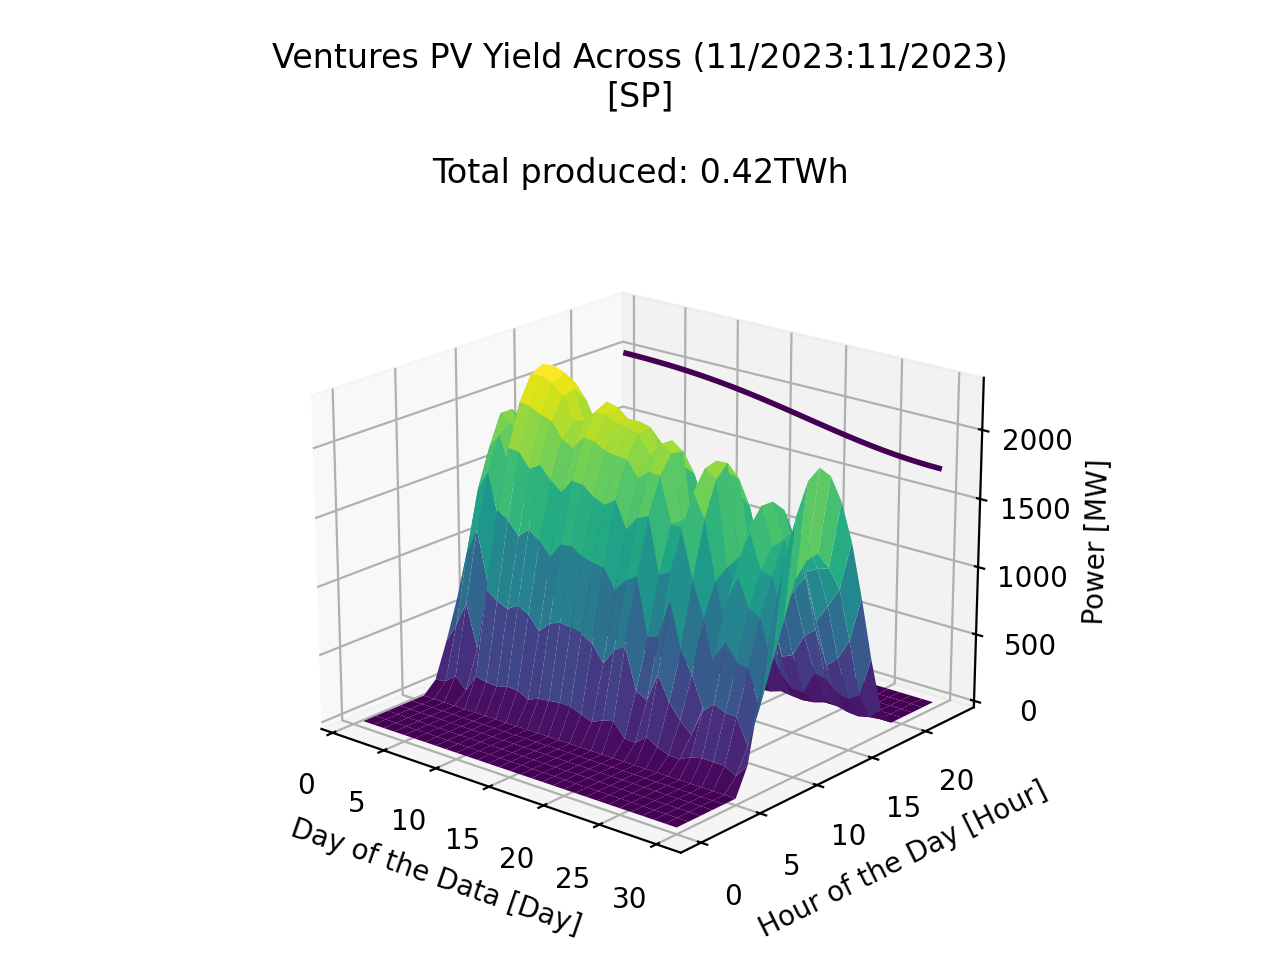 Ventures PV Yield Across (11/2023:11/2023)
[SP]
Total produced: 0.42TWh
2000
1500
1000
500
0
Power [MW]
0
5
10
15
20
25
30
Day of the Data [Day]
0
5
10
15
20
Hour of the Day [Hour]